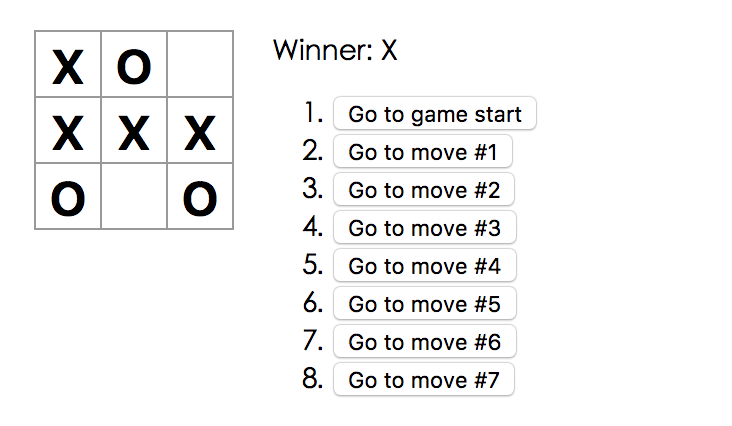 X O
X X X
O O
Winner: X
1. Go to game start
2. Go to move #1
3. Go to move #2
4. Go to move #3
5. Go to move #4
6. Go to move #5
7. Go to move #6
8. Go to move #7